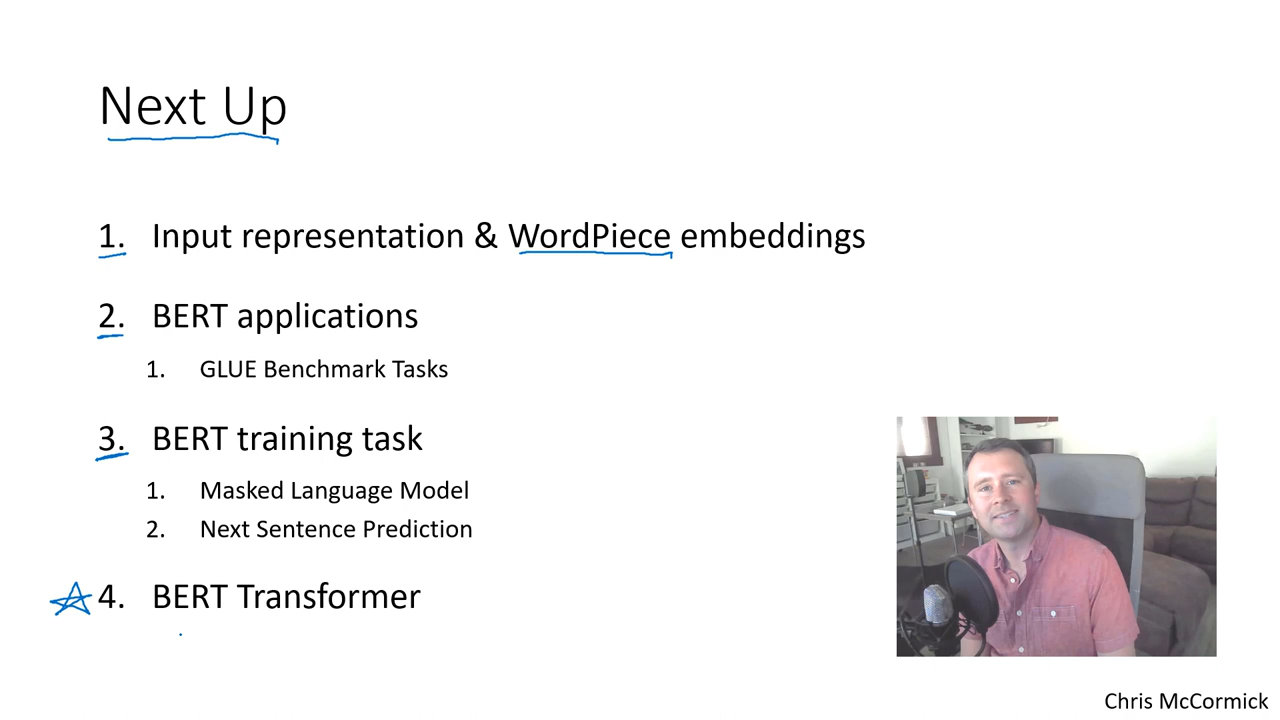 Next Up
1. Input representation & WordPiece embeddings
2. BERT applications
1. GLUE Benchmark Tasks
3. BERT training task
1. Masked Language Model
2. Next Sentence Prediction
4. BERT Transformer
Chris McCormick